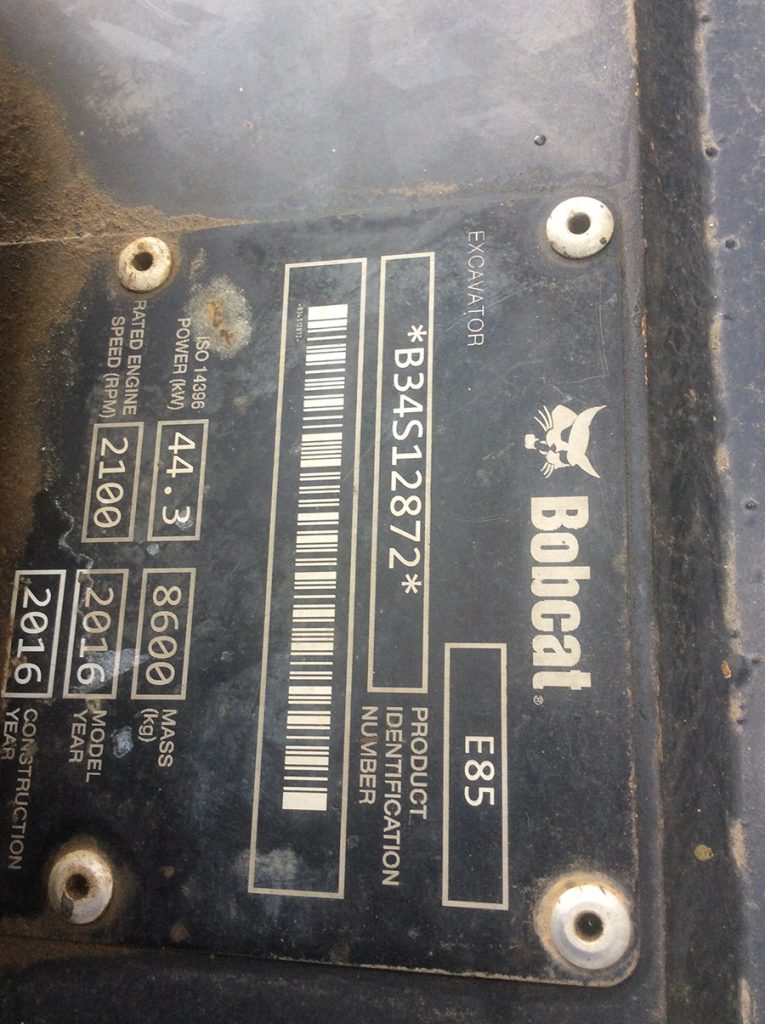 Bobcat®
EXCAVATOR
E85
*B34S12872*
PRODUCT
IDENTIFICATION
NUMBER
*B34S12872*
ISO 14396
POWER (kW)
44.3
8600
MASS
(kg)
RATED ENGINE
SPEED (RPM)
2100
2016
MODEL
YEAR
2016
CONSTRUCTION
YEAR